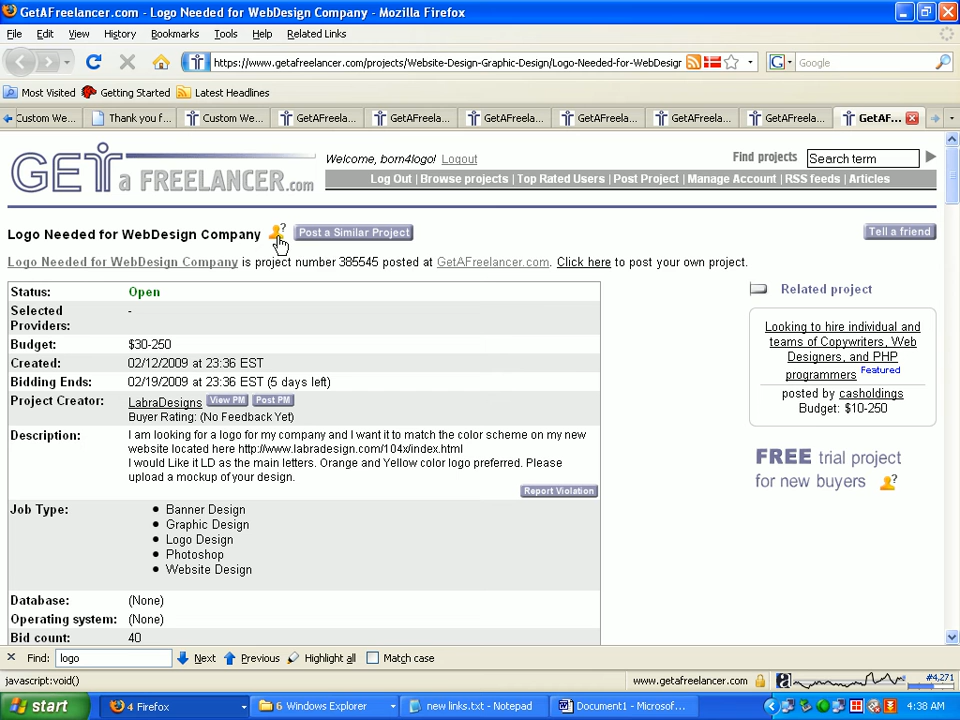 GetAFreelancer.com - Logo Needed for WebDesign Company - Mozilla Firefox
File Edit View History Bookmarks Tools Help Related Links
https://www.getafreelancer.com/projects/Website-Design-Graphic-Design/Logo-Needed-for-WebDesigr
G Google
Most Visited Getting Started Latest Headlines
Custom We... Thank you f... Custom We... GetAFreela... GetAFreela... GetAFreela... GetAFreela... GetAFreela... GetAFreela... GetAF...
GET a FREELANCER.com
Welcome, born4logo! Logout
Find projects Search term
Log Out | Browse projects | Top Rated Users | Post Project | Manage Account | RSS feeds | Articles
Logo Needed for WebDesign Company ? Post a Similar Project Tell a friend
Logo Needed for WebDesign Company is project number 385545 posted at GetAFreelancer.com. Click here to post your own project.
Status: Open
Selected Providers: -
Budget: $30-250
Created: 02/12/2009 at 23:36 EST
Bidding Ends: 02/19/2009 at 23:36 EST (5 days left)
Project Creator: LabraDesigns View PM Post PM
Buyer Rating: (No Feedback Yet)
Description: I am looking for a logo for my company and I want it to match the color scheme on my new
website located here http://www.labradesign.com/104x/index.html
I would Like it LD as the main letters. Orange and Yellow color logo preferred. Please
upload a mockup of your design.
Report Violation
Job Type:
• Banner Design
• Graphic Design
• Logo Design
• Photoshop
• Website Design
Database: (None)
Operating system: (None)
Bid count: 40
Related project
Looking to hire individual and
teams of Copywriters, Web
Designers, and PHP
programmers Featured
posted by casholdings
Budget: $10-250
FREE trial project
for new buyers ?
Find: logo Next Previous Highlight all Match case
javascript:void() www.getafreelancer.com #4,271
start 4 Firefox 6 Windows Explorer new links.txt - Notepad Document1 - Microsof... 4:38 AM